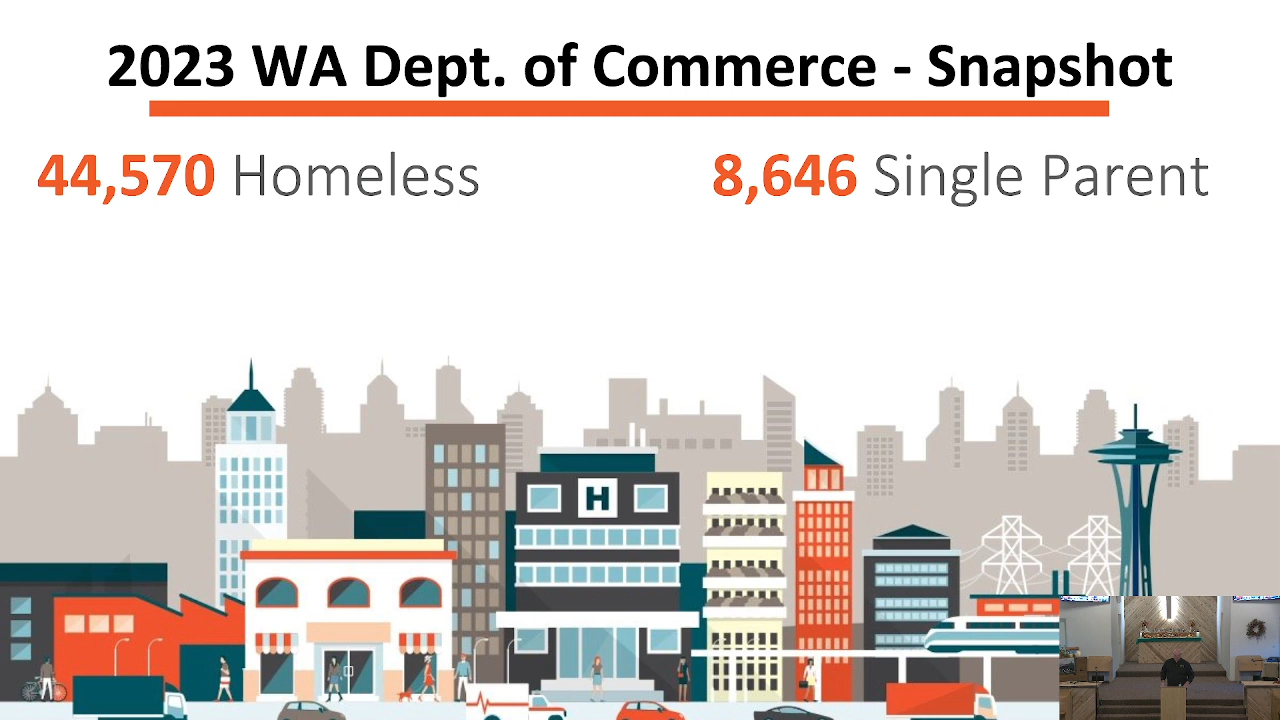 2023 WA Dept. of Commerce - Snapshot
44,570 Homeless
8,646 Single Parent
H